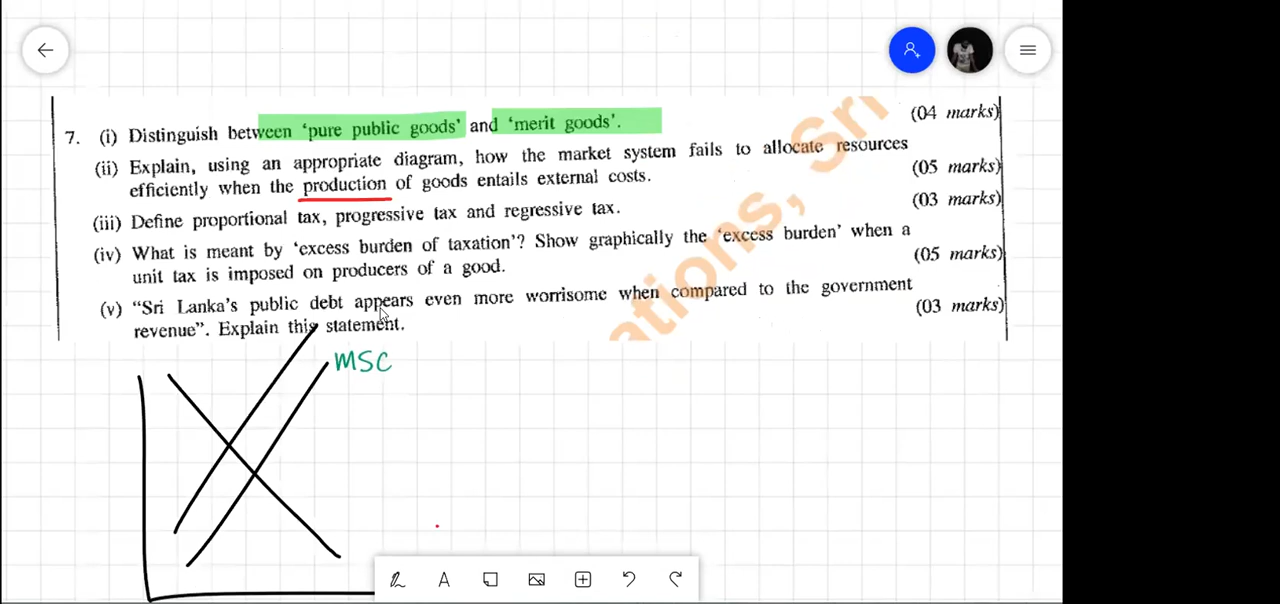 7. (i) Distinguish between ‘pure public goods’ and ‘merit goods’. (04 marks)
(ii) Explain, using an appropriate diagram, how the market system fails to allocate resources
efficiently when the production of goods entails external costs. (05 marks)
(iii) Define proportional tax, progressive tax and regressive tax. (03 marks)
(iv) What is meant by ‘excess burden of taxation’? Show graphically the ‘excess burden’ when a
unit tax is imposed on producers of a good. (05 marks)
(v) “Sri Lanka's public debt appears even more worrisome when compared to the government
revenue”. Explain this statement. (03 marks)
ations, Sri
MSC
A